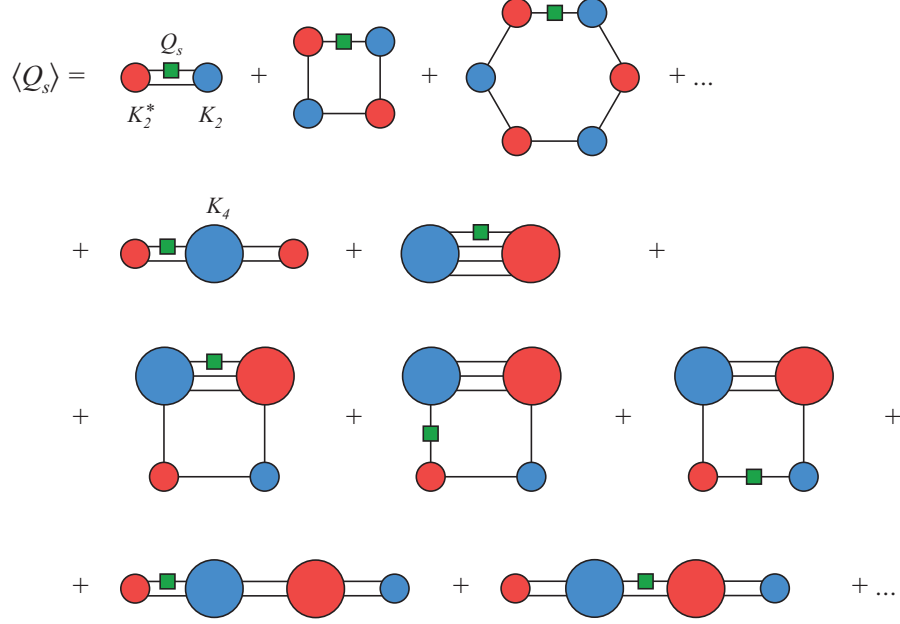 Q_s
⟨Q_s⟩ = + + + ...
K_2^* K_2
K_4
+ + +
+ + + +
+ + + ...